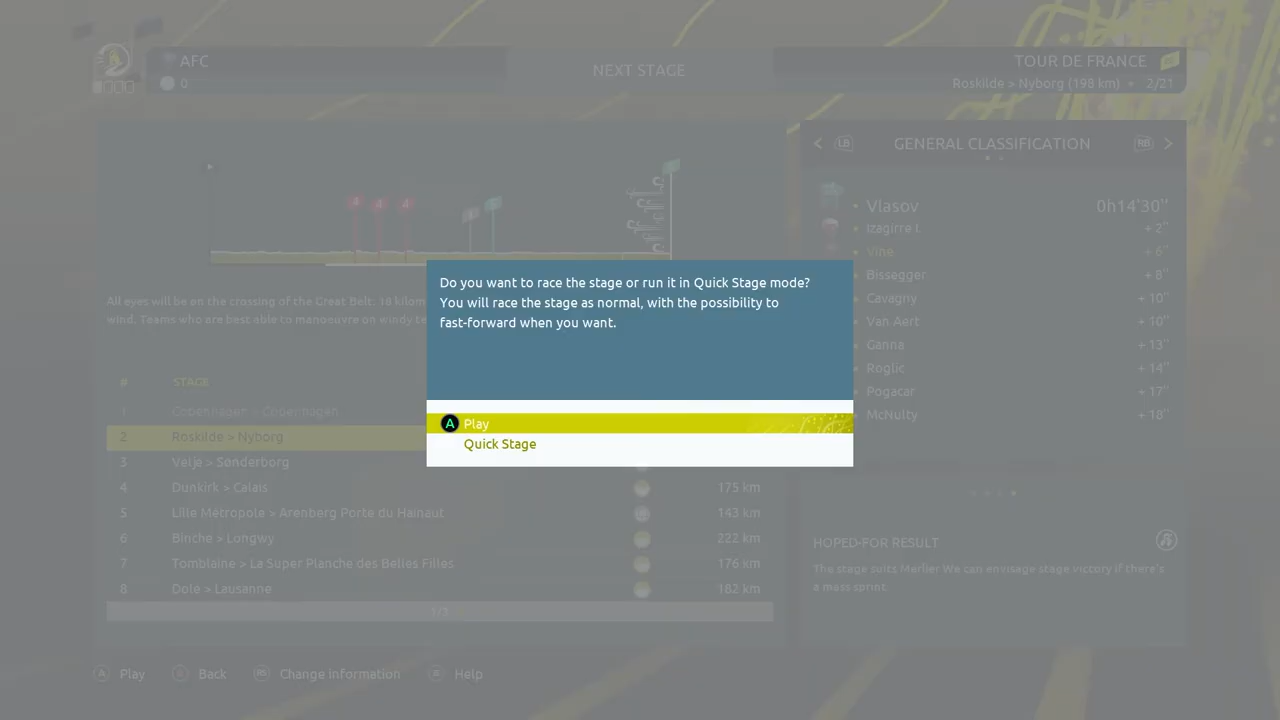 AFC
0
NEXT STAGE
TOUR DE FRANCE
Roskilde > Nyborg (198 km) 2/21
LB GENERAL CLASSIFICATION RB
4 4 4
Vlasov 0h14'30''
Izagirre I + 2''
Vine + 6''
Bissegger + 8''
Cavagny + 10''
Van Aert + 10''
Ganna + 13''
Roglic + 14''
Pogacar + 17''
McNulty + 18''
All eyes will be on the crossing of the Great Belt: 18 kilom
wind. Teams who are best able to manoeuvre on windy te
Do you want to race the stage or run it in Quick Stage mode?
You will race the stage as normal, with the possibility to
fast-forward when you want.
A Play
Quick Stage
# STAGE
1 Copenhagen > Copenhagen
2 Roskilde > Nyborg
3 Vejle > Sønderborg
4 Dunkirk > Calais 175 km
5 Lille Métropole > Arenberg Porte du Hainaut 143 km
6 Binche > Longwy 222 km
7 Tomblaine > La Super Planche des Belles Filles 176 km
8 Dole > Lausanne 182 km
1/3
HOPED-FOR RESULT
The stage suits Merlier We can envisage stage victory if there's
a mass sprint.
A Play Back RS Change information Help